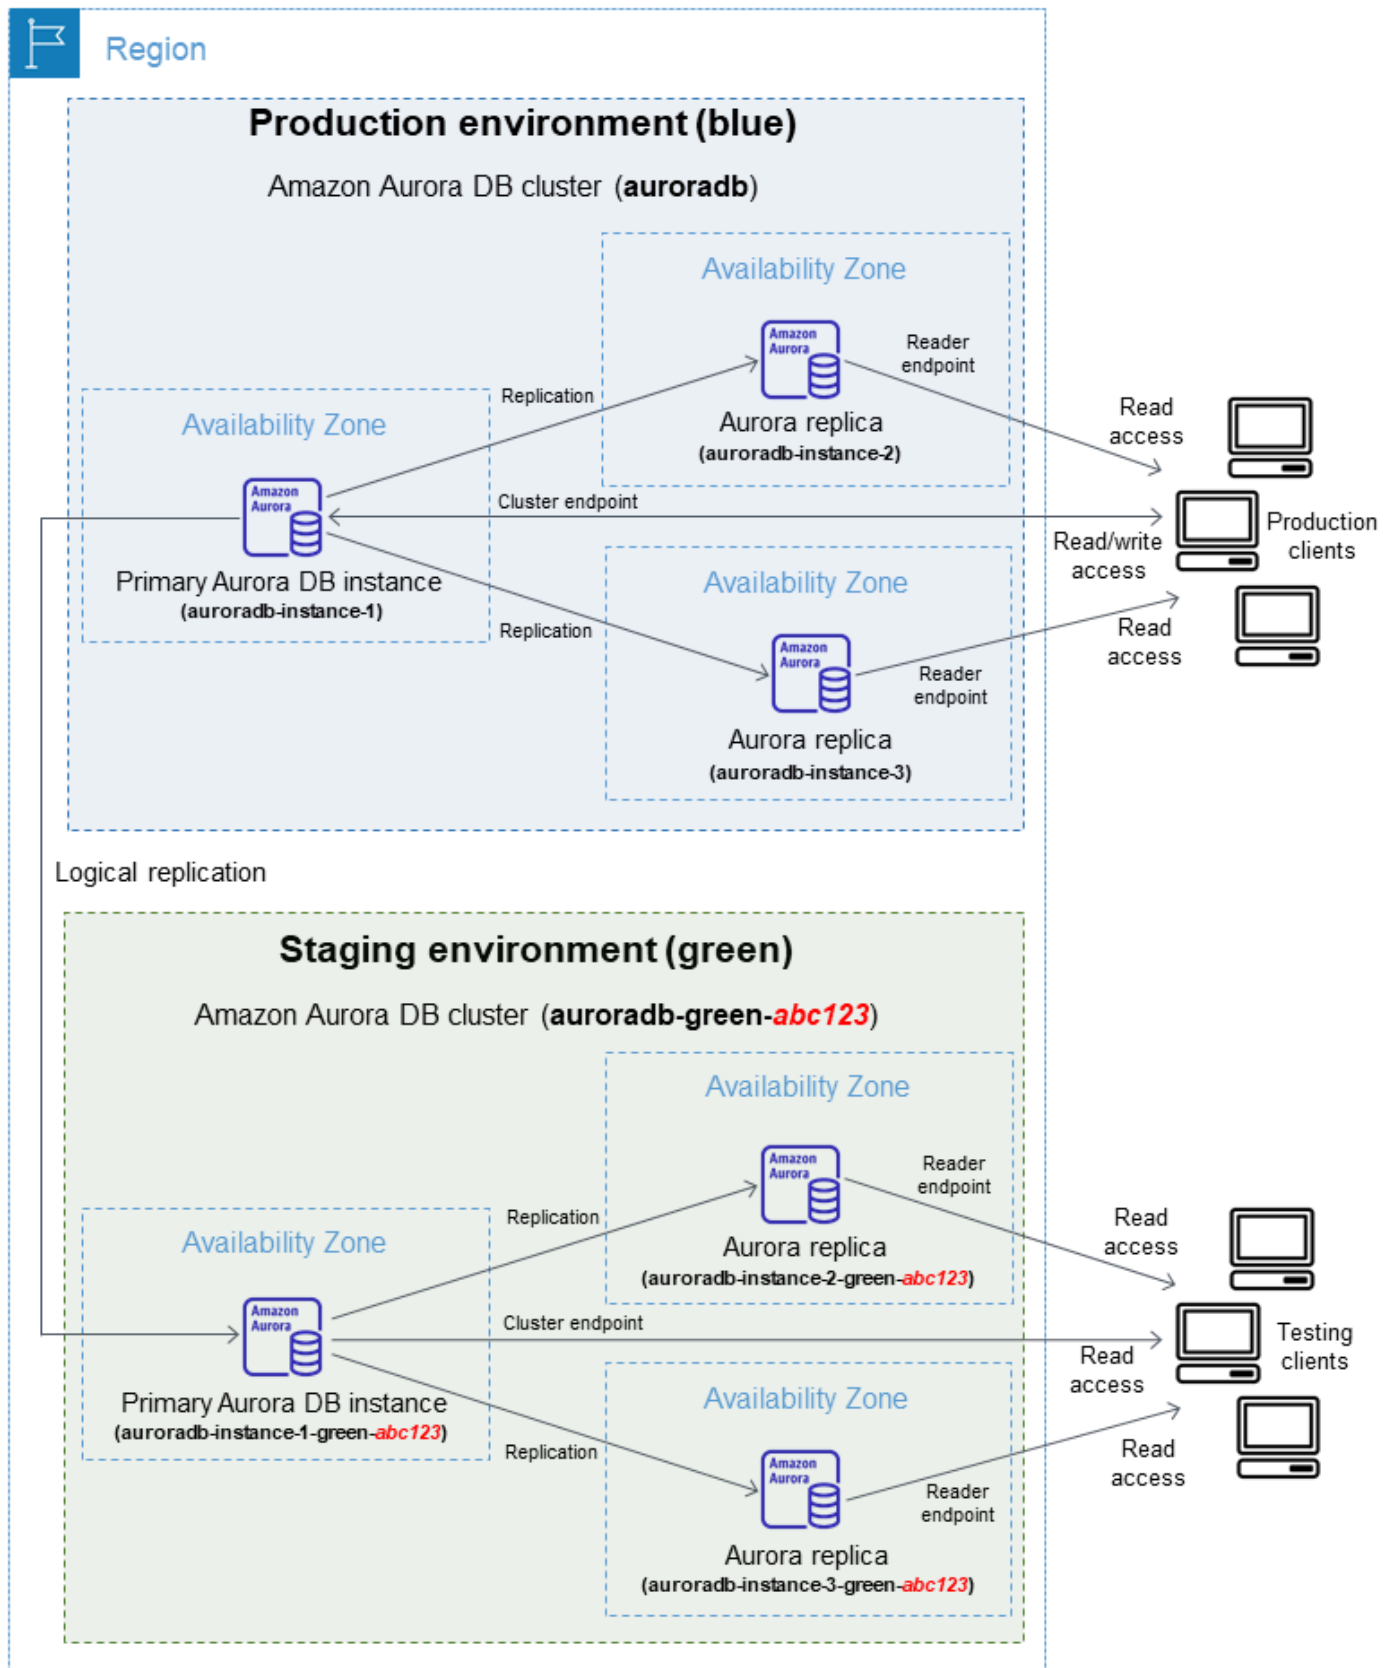 Region
Production environment (blue)
Amazon Aurora DB cluster (auroradb)
Availability Zone
Amazon
Aurora
Reader
endpoint
Replication
Aurora replica
(auroradb-instance-2)
Read
access
Availability Zone
Amazon
Aurora
Cluster endpoint
Primary Aurora DB instance
(auroradb-instance-1)
Read/write
access
Production
clients
Availability Zone
Replication
Amazon
Aurora
Reader
endpoint
Read
access
Aurora replica
(auroradb-instance-3)
Logical replication
Staging environment (green)
Amazon Aurora DB cluster (auroradb-green-abc123)
Availability Zone
Amazon
Aurora
Reader
endpoint
Replication
Aurora replica
(auroradb-instance-2-green-abc123)
Read
access
Availability Zone
Amazon
Aurora
Cluster endpoint
Primary Aurora DB instance
(auroradb-instance-1-green-abc123)
Read
access
Testing
clients
Availability Zone
Replication
Amazon
Aurora
Reader
endpoint
Read
access
Aurora replica
(auroradb-instance-3-green-abc123)